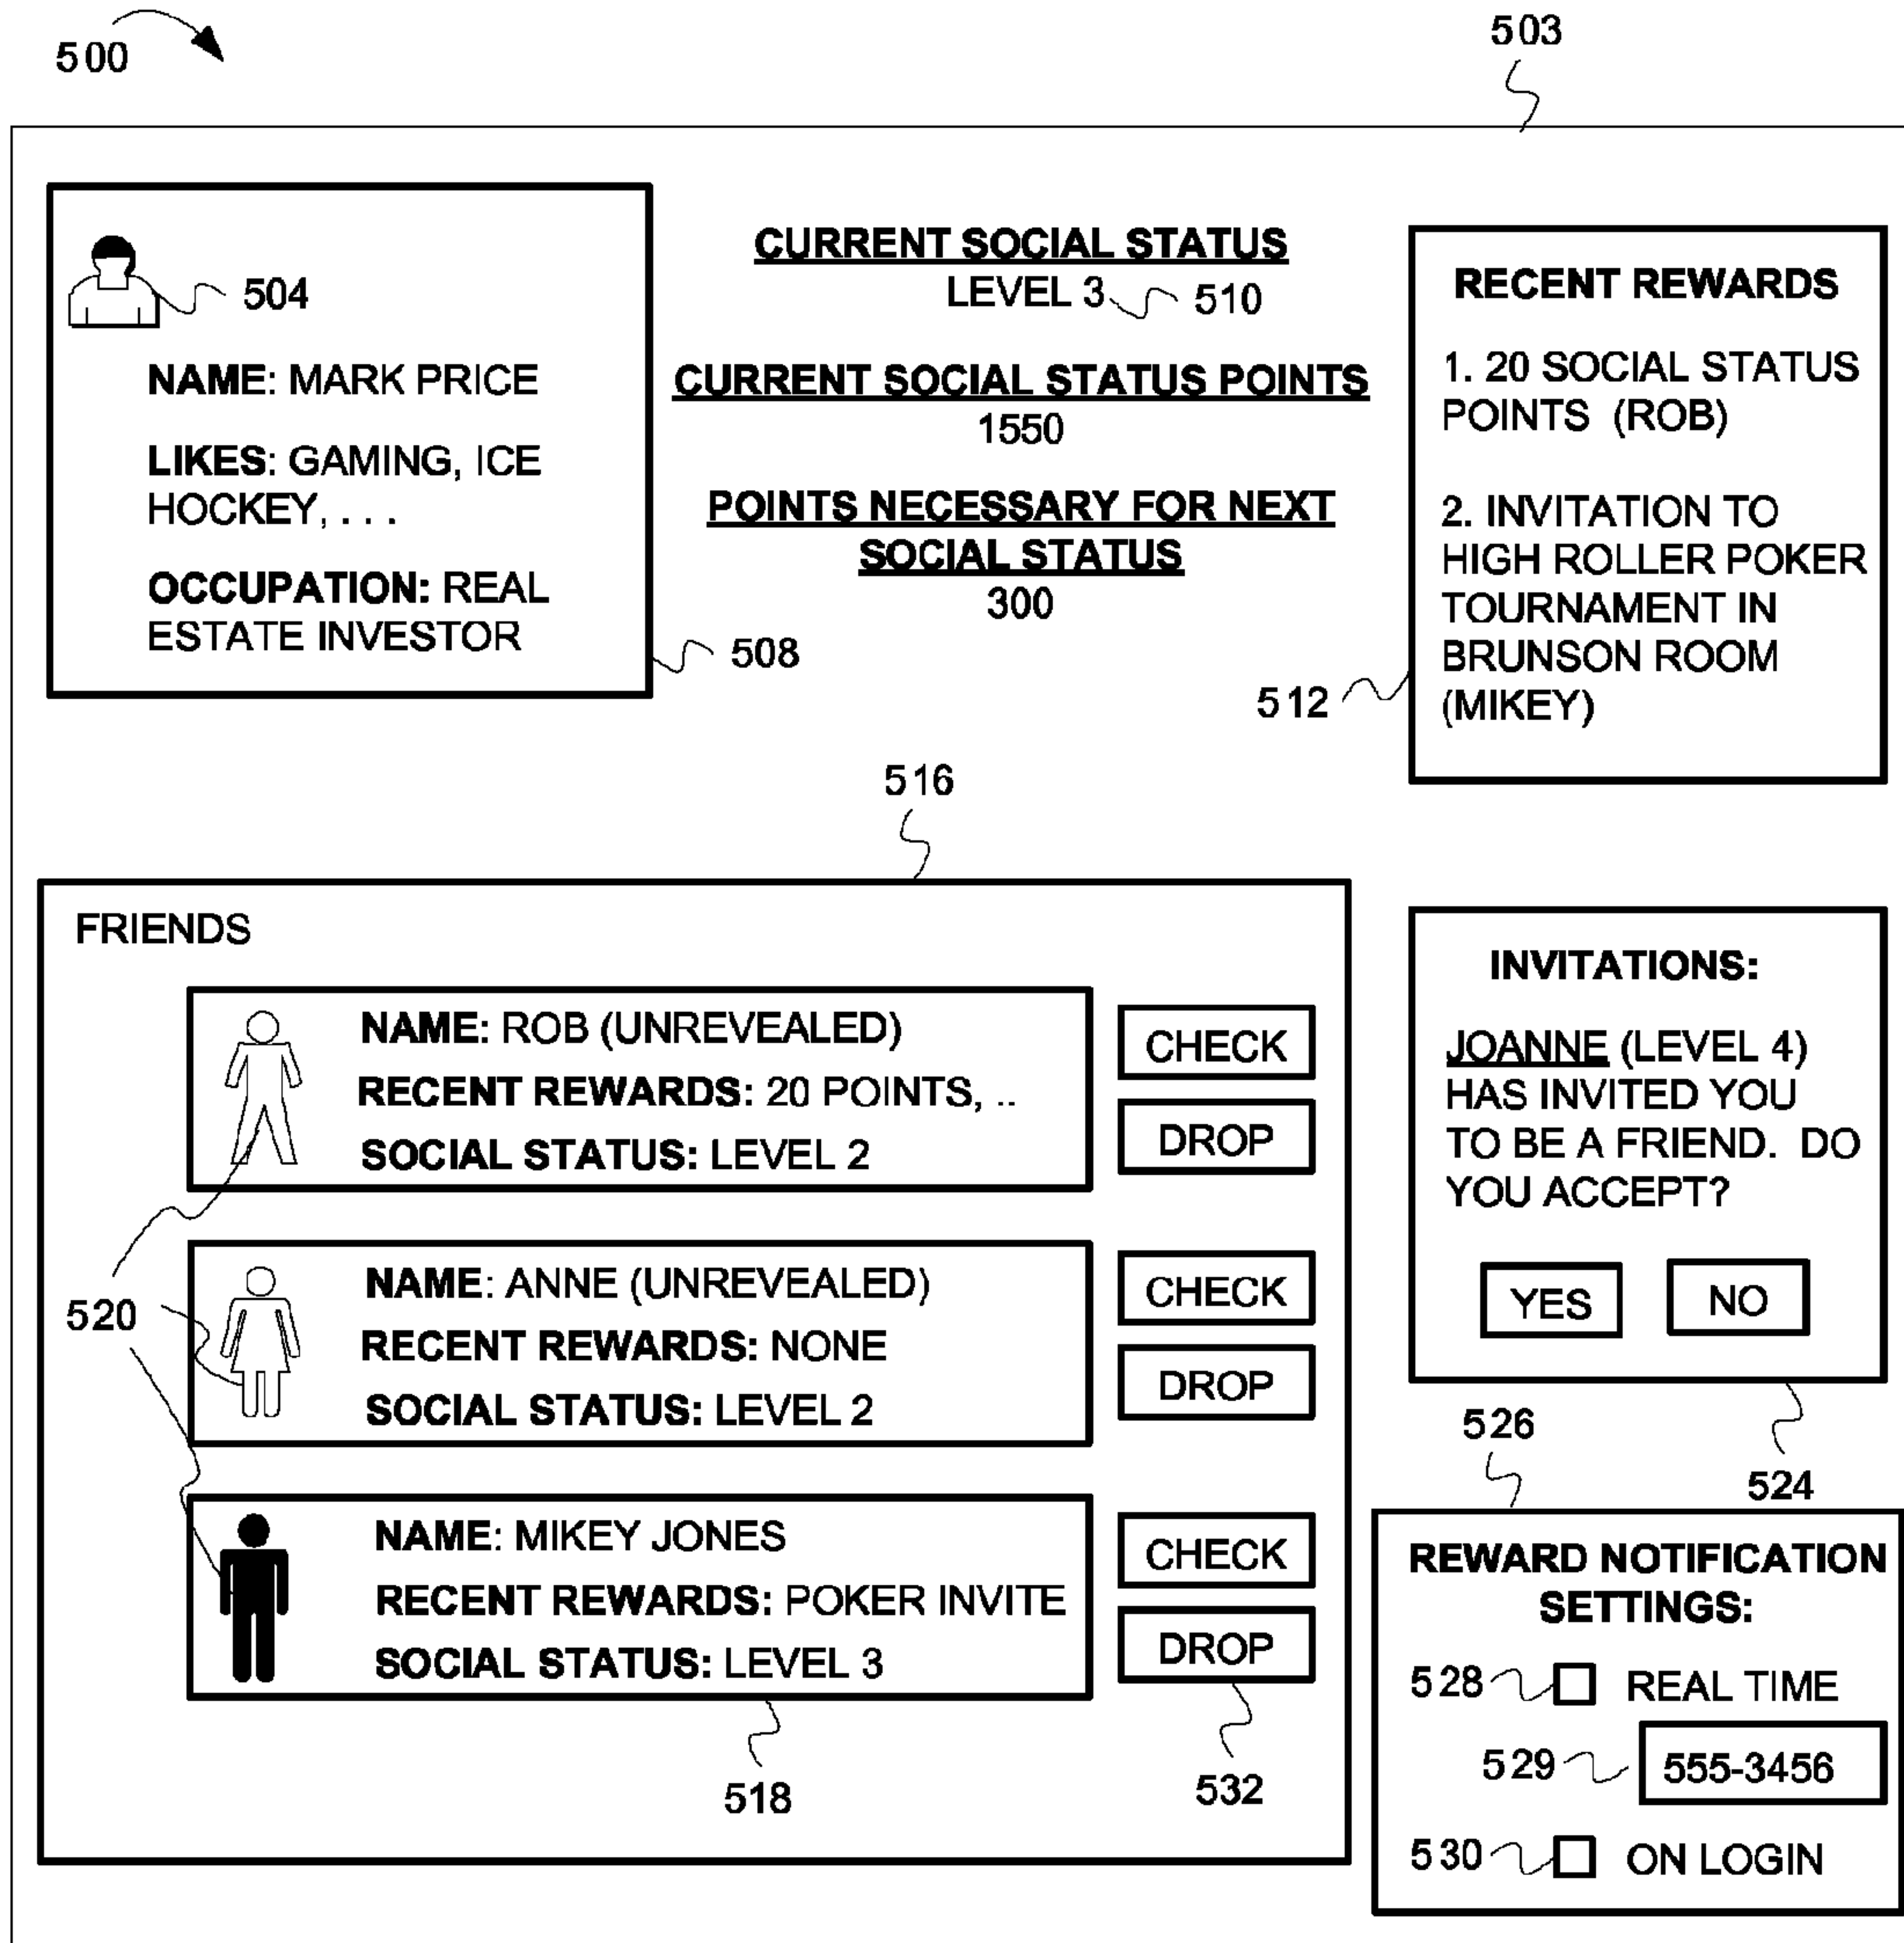 500
503
504
NAME: MARK PRICE
LIKES: GAMING, ICE
HOCKEY, . . .
OCCUPATION: REAL
ESTATE INVESTOR
508
CURRENT SOCIAL STATUS
LEVEL 3
510
CURRENT SOCIAL STATUS POINTS
1550
POINTS NECESSARY FOR NEXT
SOCIAL STATUS
300
RECENT REWARDS
1. 20 SOCIAL STATUS
POINTS (ROB)
2. INVITATION TO
HIGH ROLLER POKER
TOURNAMENT IN
BRUNSON ROOM
(MIKEY)
512
516
FRIENDS
NAME: ROB (UNREVEALED)
RECENT REWARDS: 20 POINTS, ..
SOCIAL STATUS: LEVEL 2
CHECK
DROP
NAME: ANNE (UNREVEALED)
RECENT REWARDS: NONE
SOCIAL STATUS: LEVEL 2
CHECK
DROP
520
NAME: MIKEY JONES
RECENT REWARDS: POKER INVITE
SOCIAL STATUS: LEVEL 3
CHECK
DROP
518
532
INVITATIONS:
JOANNE (LEVEL 4)
HAS INVITED YOU
TO BE A FRIEND. DO
YOU ACCEPT?
YES
NO
524
526
REWARD NOTIFICATION
SETTINGS:
528
REAL TIME
529
555-3456
530
ON LOGIN